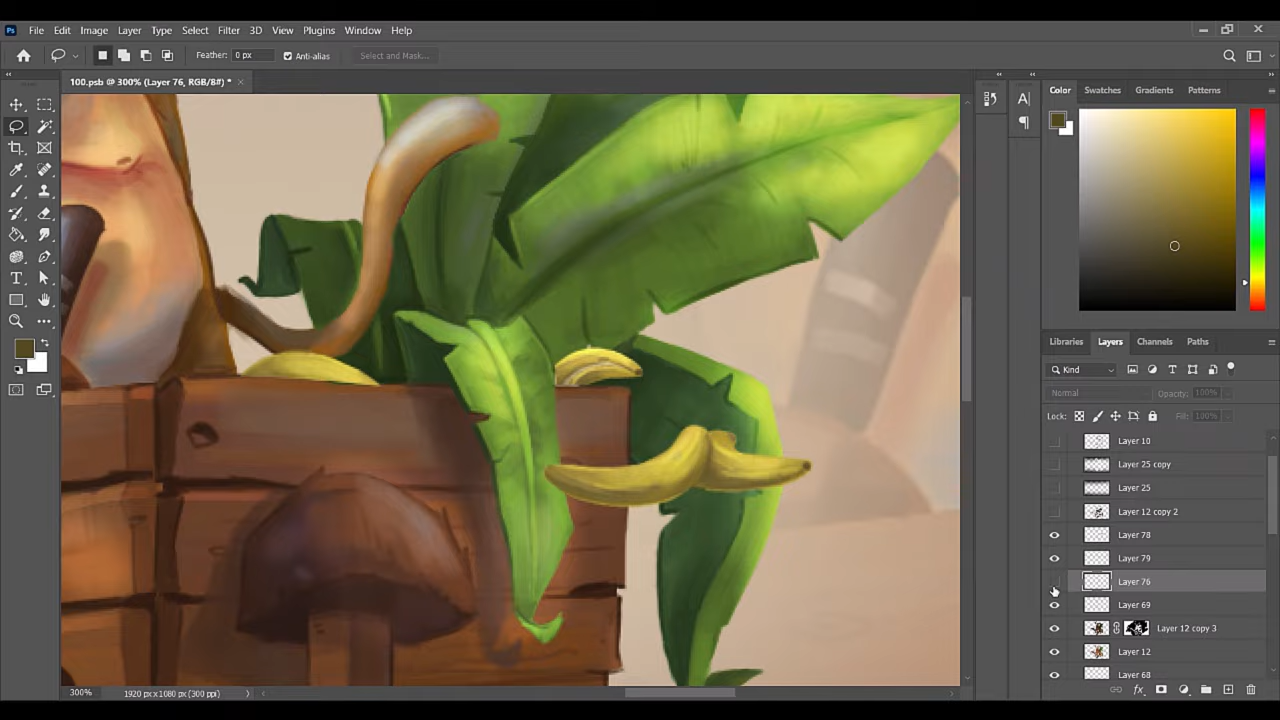 Ps File Edit Image Layer Type Select Filter 3D View Plugins Window Help
Feather: 0 px Anti-alias Select and Mask...
100.psb @ 300% (Layer 76, RGB/8#) *
Color Swatches Gradients Patterns
Libraries Layers Channels Paths
Kind
Normal Opacity: 100%
Lock: Fill: 100%
Layer 10
Layer 25 copy
Layer 25
Layer 12 copy 2
Layer 78
Layer 79
Layer 76
Layer 69
Layer 12 copy 3
Layer 12
Layer 68
300% 1920 px x 1080 px (300 ppi)